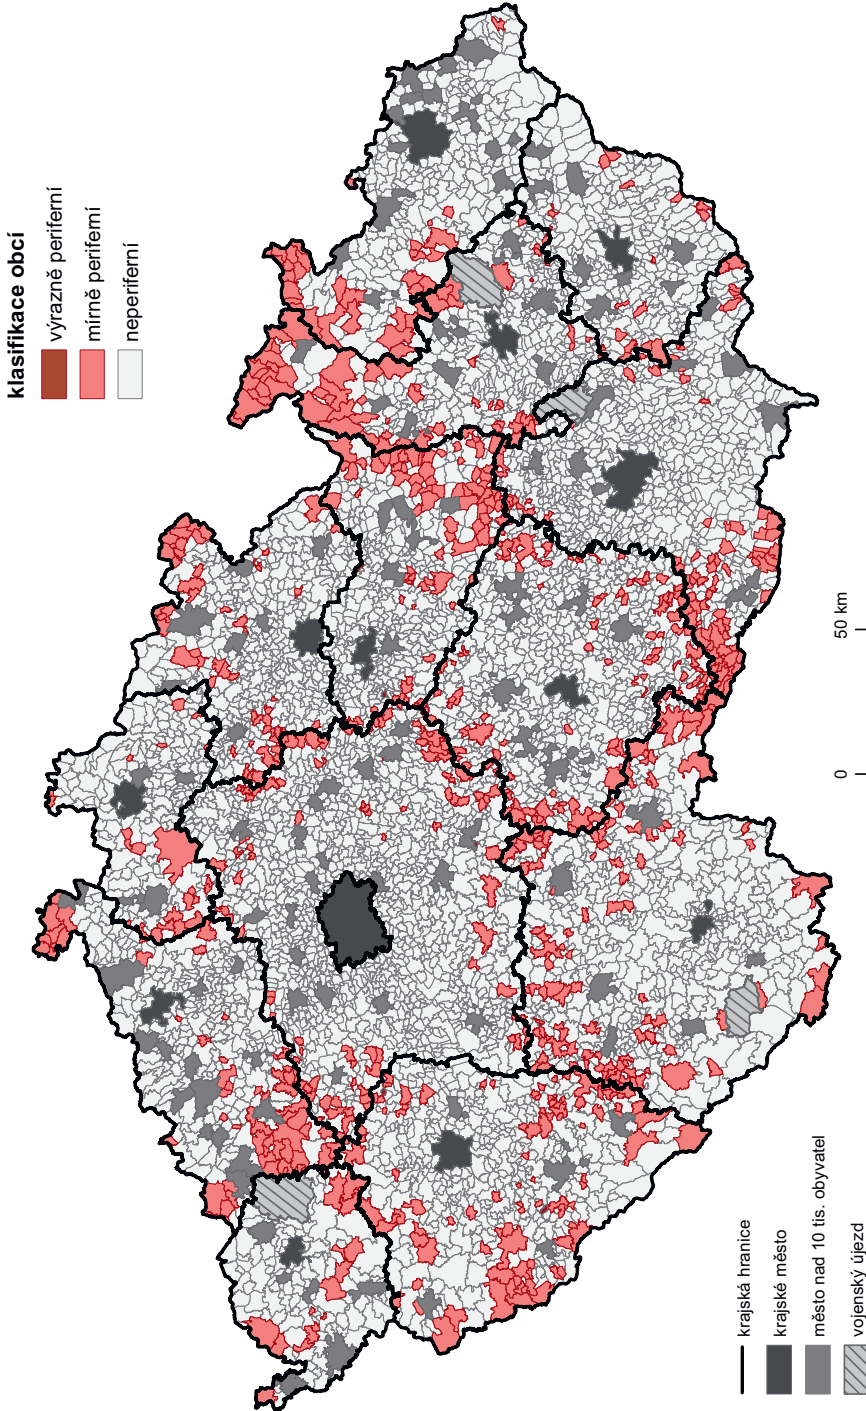 klasifikace obcí
výrazně periferní
mírně periferní
neperiferní
krajská hranice
krajské město
město nad 10 tis. obyvatel
vojenský újezd
0
50 km